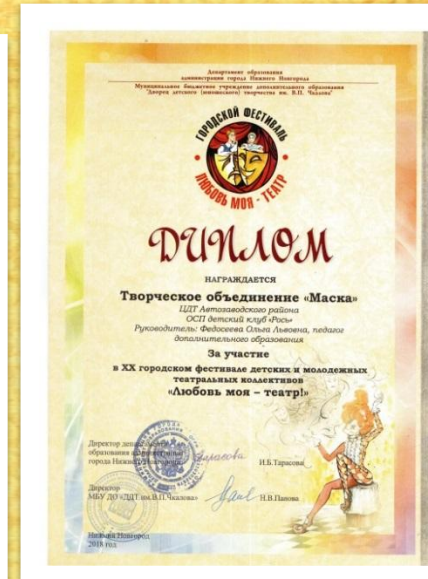 Департамент образования
администрации города Нижнего Новгорода
Муниципальное бюджетное учреждение дополнительного образования
"Дворец детского (юношеского) творчества им. В.П. Чкалова"
ГОРОДСКОЙ ФЕСТИВАЛЬ
ЛЮБОВЬ МОЯ - ТЕАТР
ДИПЛОМ
НАГРАЖДАЕТСЯ
Творческое объединение «Маска»
ЦДТ Автозаводского района
ОСП детский клуб «Рось»
Руководитель: Федосеева Ольга Львовна, педагог
дополнительного образования
За участие
в XX городском фестивале детских и молодежных
театральных коллективов
«Любовь моя – театр!»
Директор
образования
города Нижнего Новгорода
И.Б.Тарасова
Директор
МБУ ДО «ДДТ им.В.П.Чкалова»
Н.В.Панова
Нижний Новгород
2018 год